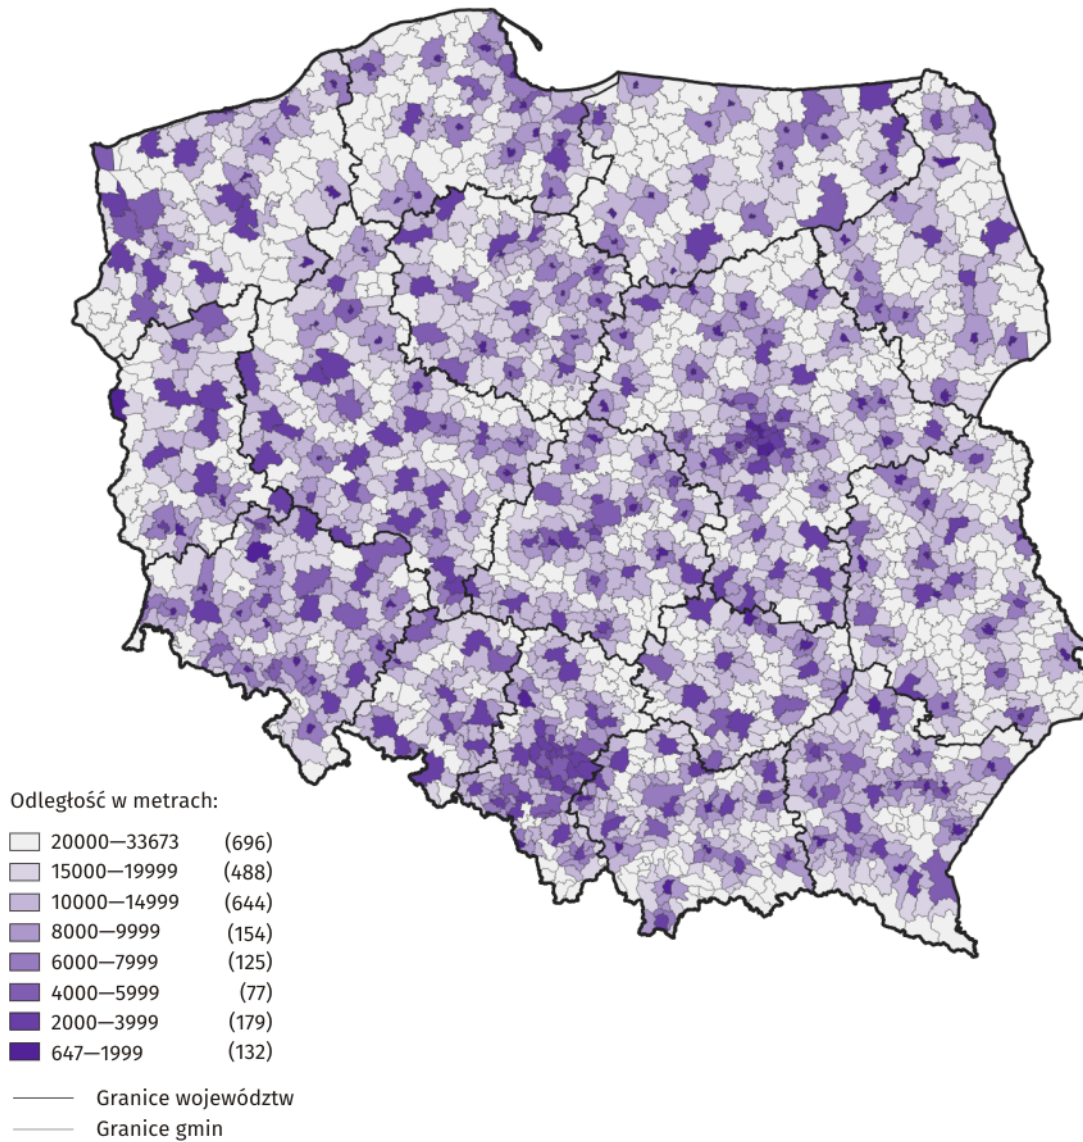 Odległość w metrach:
20000—33673 (696)
15000—19999 (488)
10000—14999 (644)
8000—9999 (154)
6000—7999 (125)
4000—5999 (77)
2000—3999 (179)
647—1999 (132)
Granice województw
Granice gmin